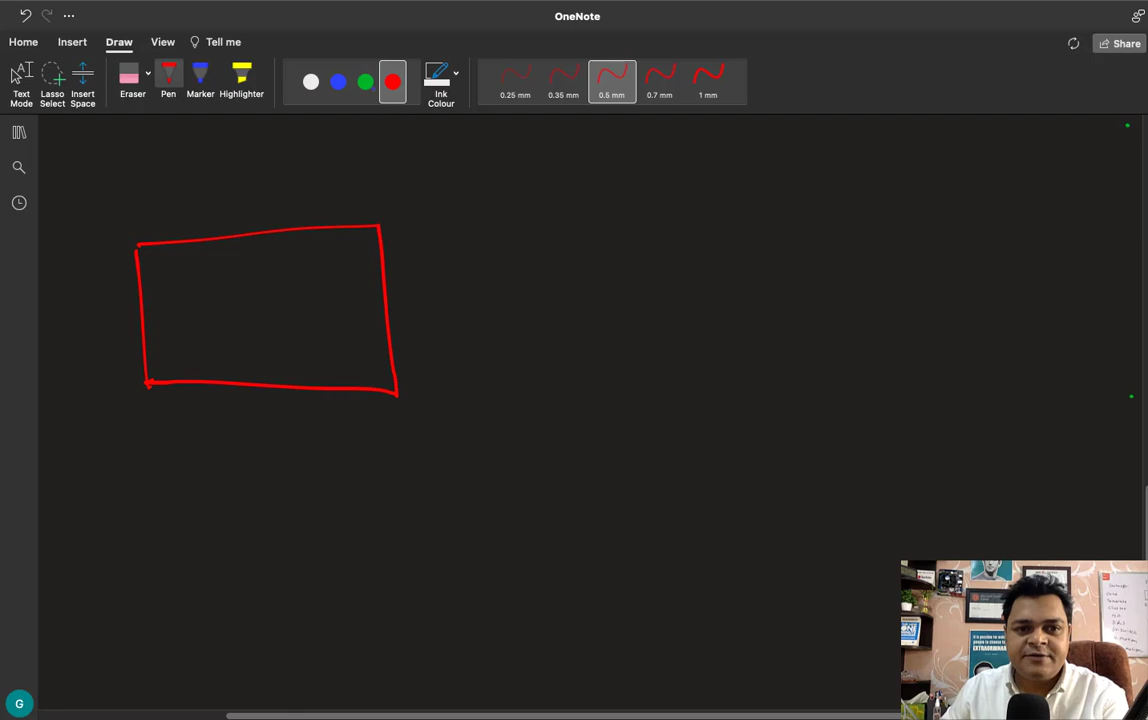 OneNote
Home Insert Draw View Tell me
Share
Text Mode
Lasso Select
Insert Space
Eraser
Pen
Marker
Highlighter
Ink Colour
0.25 mm
0.35 mm
0.5 mm
0.7 mm
1 mm
EXTRAORDINAR
G